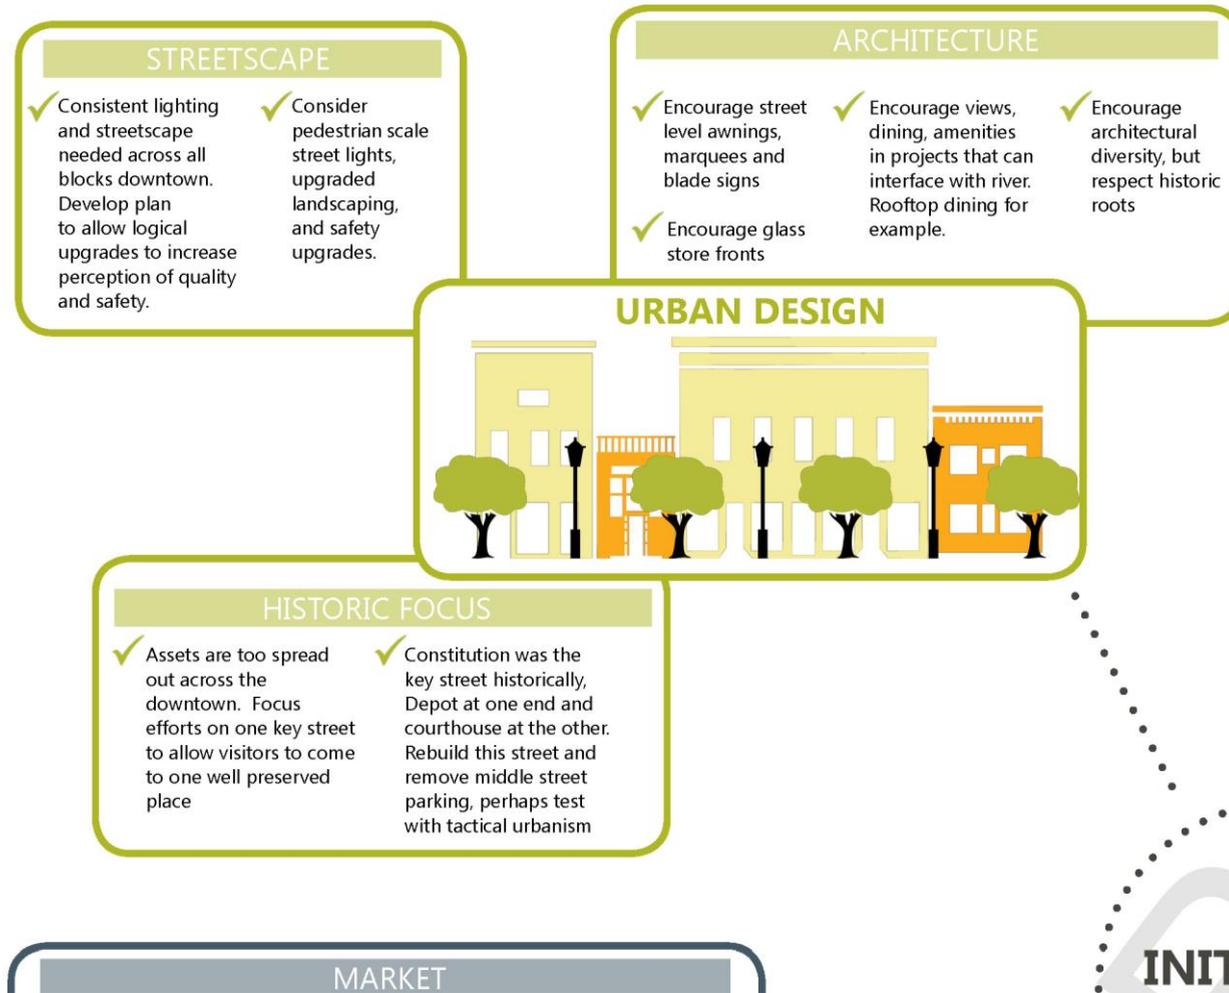 STREETSCAPE
Consistent lighting
and streetscape
needed across all
blocks downtown.
Develop plan
to allow logical
upgrades to increase
perception of quality
and safety.
Consider
pedestrian scale
street lights,
upgraded
landscaping,
and safety
upgrades.
ARCHITECTURE
Encourage street
level awnings,
marquees and
blade signs
Encourage glass
store fronts
Encourage views,
dining, amenities
in projects that can
interface with river.
Rooftop dining for
example.
Encourage
architectural
diversity, but
respect historic
roots
URBAN DESIGN
HISTORIC FOCUS
Assets are too spread
out across the
downtown. Focus
efforts on one key street
to allow visitors to come
to one well preserved
place
Constitution was the
key street historically,
Depot at one end and
courthouse at the other.
Rebuild this street and
remove middle street
parking, perhaps test
with tactical urbanism
MARKET